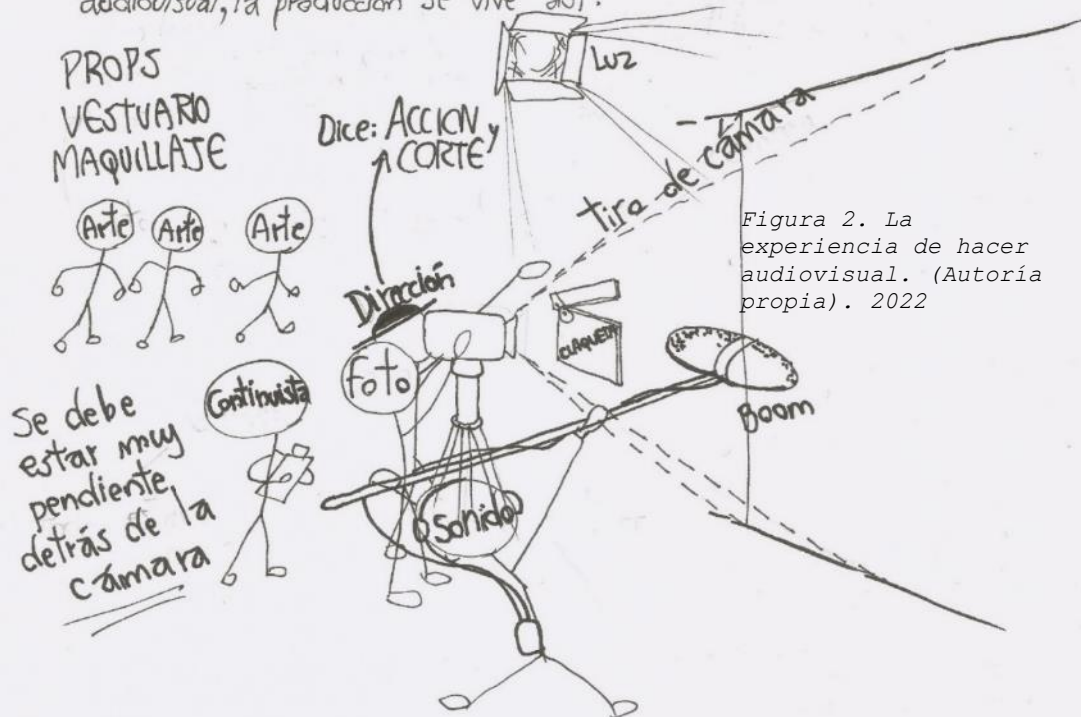 audiovisual, la producción se vive así:
PROPS
VESTUARIO
MAQUILLAJE
Luz
Dice: ACCION y
CORTE
tiro de cámara
Arte
Arte
Arte
Figura 2. La
experiencia de hacer
audiovisual. (Autoría
propia). 2022
Dirección
foto
CLAQUETA
Continuista
Boom
Se debe
estar muy
pendiente
detrás de la
cámara
Sonido